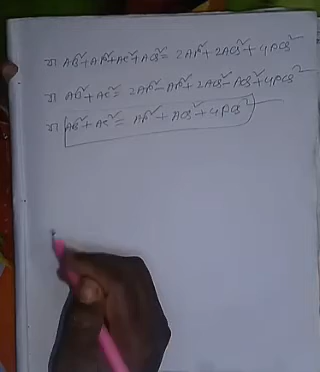 বা AB²+AP²+AC²+AQ² = 2AP²+2AQ²+4PQ²
বা AB²+AC² = 2AP²-AP²+2AQ²-AQ²+4PQ²
বা AB²+AC² = AP²+AQ²+4PQ²